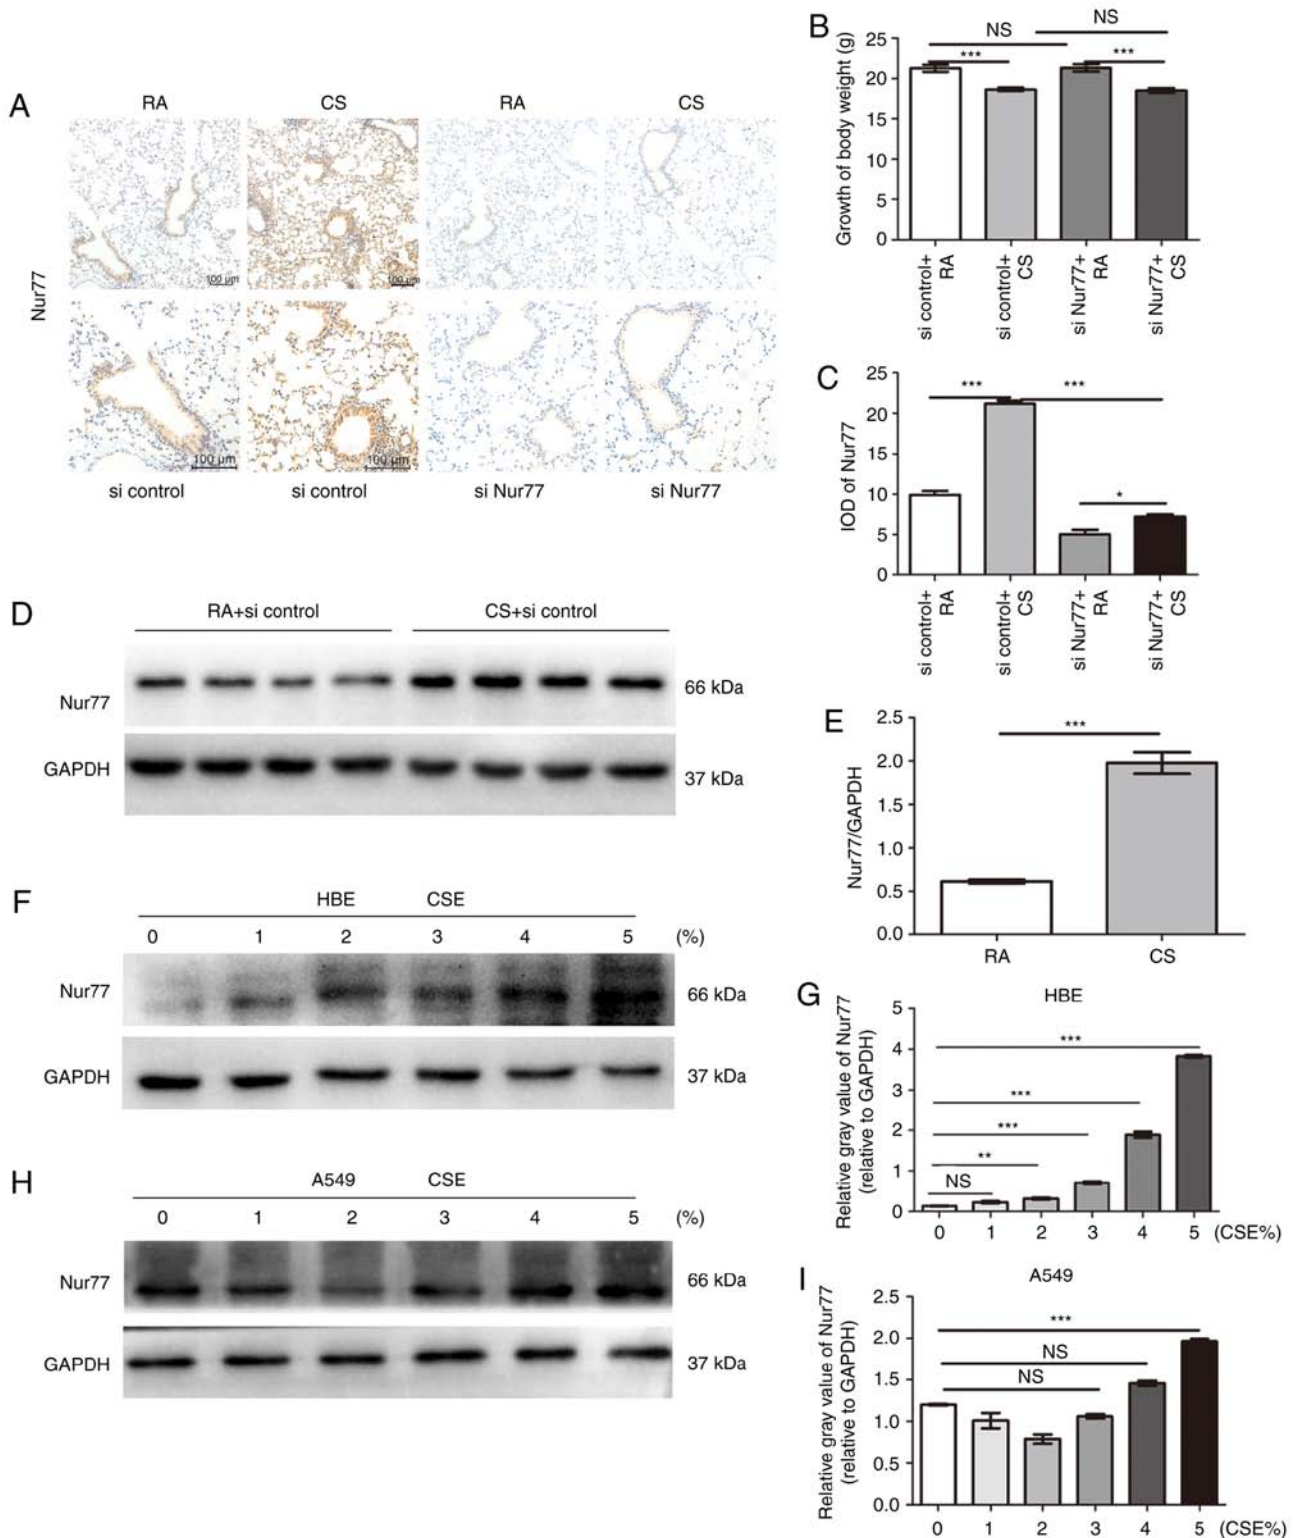 A
RA
CS
RA
CS
Nur77
100 µm
100 µm
100 µm
100 µm
si control
si control
si Nur77
si Nur77
B
Growth of body weight (g)
25
20
15
10
5
0
NS
NS
***
***
si control+
RA
si control+
CS
si Nur77+
RA
si Nur77+
CS
C
IOD of Nur77
25
20
15
10
5
0
***
***
*
si control+
RA
si control+
CS
si Nur77+
RA
si Nur77+
CS
D
RA+si control
CS+si control
Nur77
66 kDa
GAPDH
37 kDa
E
Nur77/GAPDH
2.5
2.0
1.5
1.0
0.5
0.0
***
RA
CS
F
HBE
CSE
0 1 2 3 4 5 (%)
Nur77
66 kDa
GAPDH
37 kDa
G
HBE
Relative gray value of Nur77
(relative to GAPDH)
5
4
3
2
1
0
***
***
***
**
NS
0 1 2 3 4 5 (CSE%)
H
A549
CSE
0 1 2 3 4 5 (%)
Nur77
66 kDa
GAPDH
37 kDa
I
A549
Relative gray value of Nur77
(relative to GAPDH)
2.5
2.0
1.5
1.0
0.5
0.0
***
NS
NS
0 1 2 3 4 5 (CSE%)